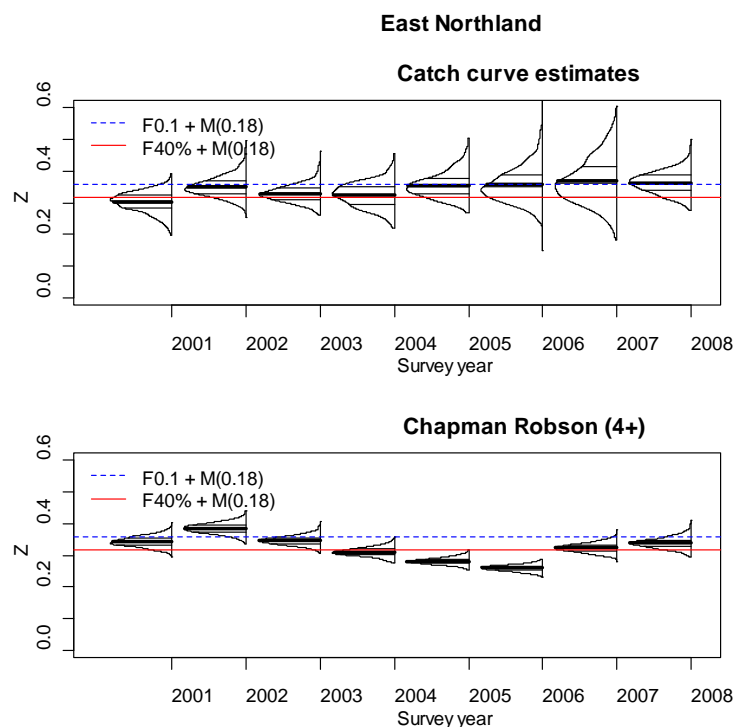 East Northland
Catch curve estimates
0.6
0.4
0.2
0.0
Z
F0.1 + M(0.18)
F40% + M(0.18)
2001 2002 2003 2004 2005 2006 2007 2008
Survey year
Chapman Robson (4+)
0.6
0.4
0.2
0.0
Z
F0.1 + M(0.18)
F40% + M(0.18)
2001 2002 2003 2004 2005 2006 2007 2008
Survey year